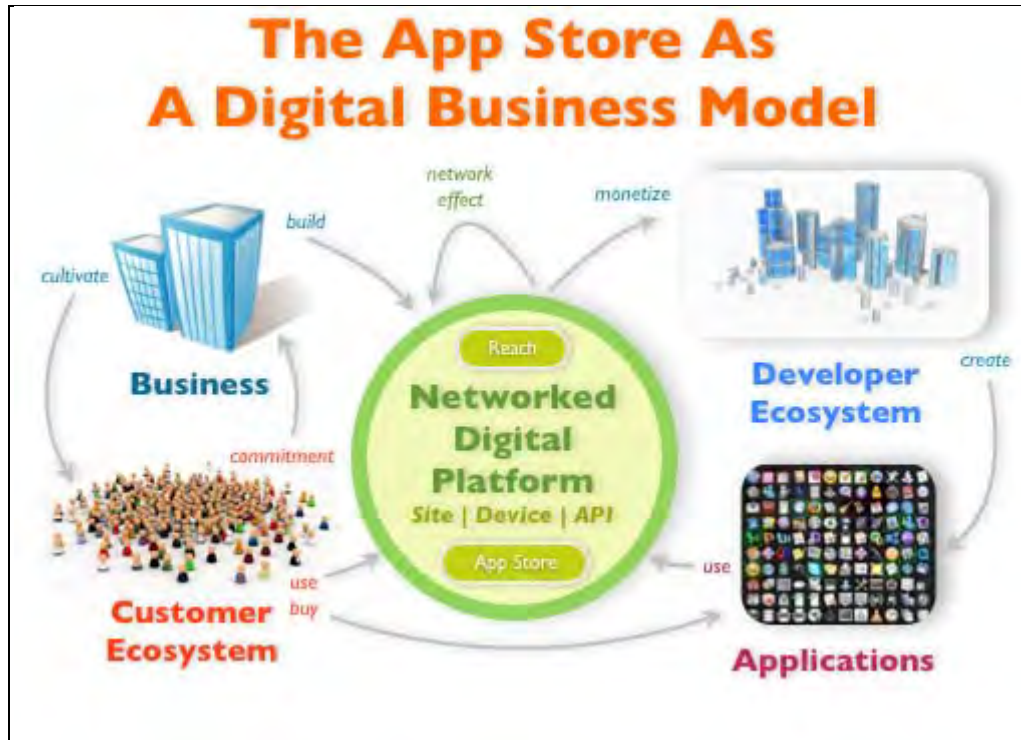 The App Store As
A Digital Business Model
network
effect
monetize
build
cultivate
Reach
Business
Networked
Digital
Platform
Site | Device | API
App Store
Developer
Ecosystem
create
commitment
use
buy
use
Customer
Ecosystem
Applications